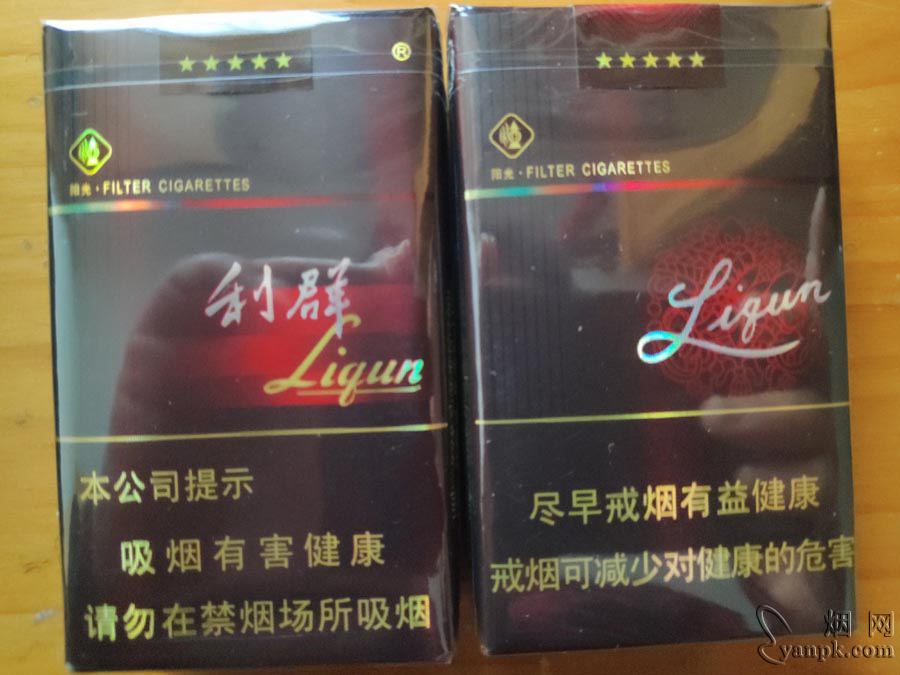 ®
阳光·FILTER CIGARETTES
利群
Liqun
本公司提示
吸烟有害健康
请勿在禁烟场所吸烟
阳光·FILTER CIGARETTES
Liqun
尽早戒烟有益健康
戒烟可减少对健康的危害
烟网
yanpk.com